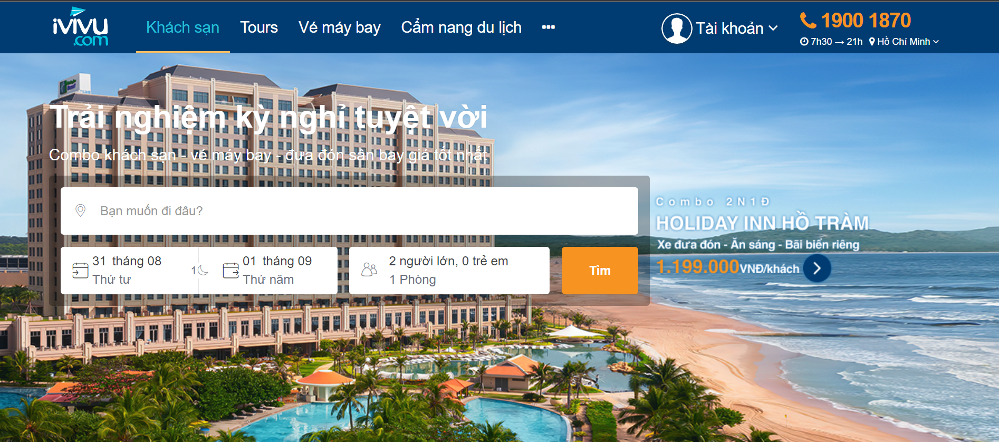 iVIVU
.com
Khách sạn
Tours
Vé máy bay
Cẩm nang du lịch
Tài khoản
1900 1870
7h30 → 21h
Hồ Chí Minh
Trải nghiệm kỳ nghỉ tuyệt vời
Combo khách sạn - vé máy bay - đưa đón sân bay giá tốt nhất
Bạn muốn đi đâu?
31 tháng 08
Thứ tư
1
01 tháng 09
Thứ năm
2 người lớn, 0 trẻ em
1 Phòng
Tìm
Combo 2N1Đ
HOLIDAY INN HỒ TRÀM
Xe đưa đón - Ăn sáng - Bãi biển riêng
1.199.000VNĐ/khách